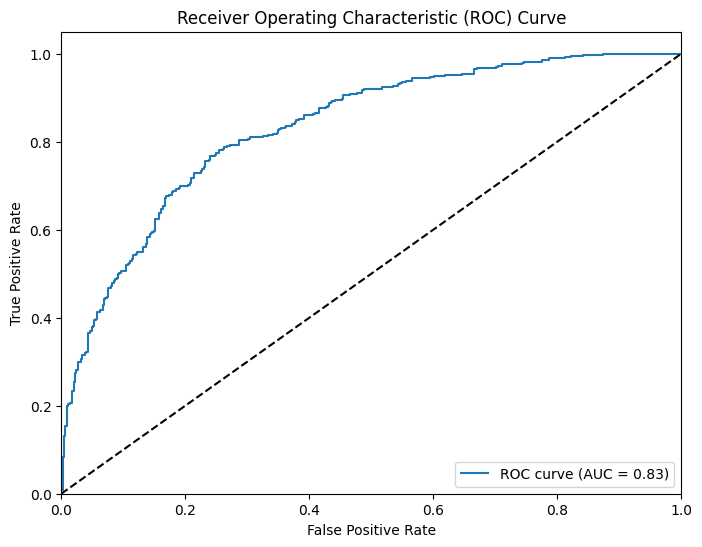 Receiver Operating Characteristic (ROC) Curve
1.0
0.8
0.6
0.4
0.2
0.0
True Positive Rate
ROC curve (AUC = 0.83)
0.0 0.2 0.4 0.6 0.8 1.0
False Positive Rate